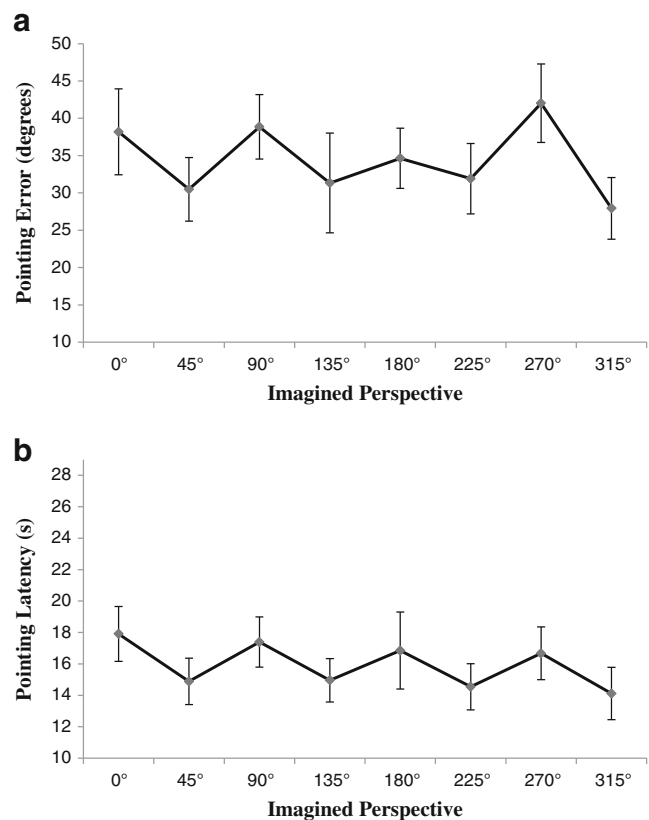 a
Pointing Error (degrees)
50
45
40
35
30
25
20
15
10
0° 45° 90° 135° 180° 225° 270° 315°
Imagined Perspective
b
Pointing Latency (s)
28
26
24
22
20
18
16
14
12
10
0° 45° 90° 135° 180° 225° 270° 315°
Imagined Perspective